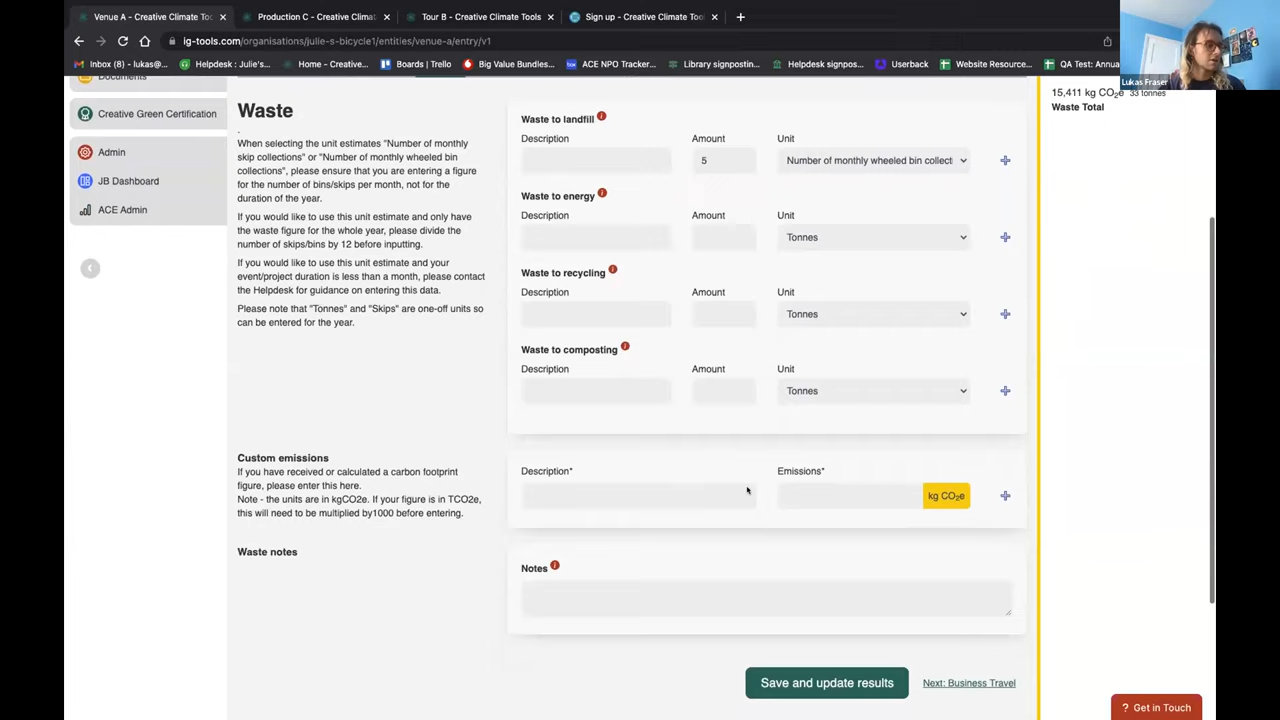 Venue A - Creative Climate Toc
Production C - Creative Climat
Tour B - Creative Climate Tools
Sign up - Creative Climate Tool
ig-tools.com/organisations/julie-s-bicycle1/entities/venue-a/entry/v1
Inbox (8) - lukas@...
Helpdesk : Julie's...
Home - Creative...
Boards | Trello
Big Value Bundles...
ACE NPO Tracker...
Library signpostin...
Helpdesk signpos...
Userback
Website Resource...
QA Test: Annua
Lukas Fraser
Documents
Creative Green Certification
Admin
JB Dashboard
ACE Admin
Waste
.
When selecting the unit estimates "Number of monthly
skip collections" or "Number of monthly wheeled bin
collections", please ensure that you are entering a
figure for the number of bins/skips per month, not for the
duration of the year.
If you would like to use this unit estimate and only have
the waste figure for the whole year, please divide the
number of skips/bins by 12 before inputting.
If you would like to use this unit estimate and your
event/project duration is less than a month, please contact
the Helpdesk for guidance on entering this data.
Please note that "Tonnes" and "Skips" are one-off units so
can be entered for the year.
Waste to landfill
Description Amount Unit
5 Number of monthly wheeled bin collecti
Waste to energy
Description Amount Unit
Tonnes
Waste to recycling
Description Amount Unit
Tonnes
Waste to composting
Description Amount Unit
Tonnes
Custom emissions
If you have received or calculated a carbon footprint
figure, please enter this here.
Note - the units are in kgCO2e. If your figure is in TCO2e,
this will need to be multiplied by1000 before entering.
Description* Emissions*
kg CO2e
Waste notes
Notes
Save and update results
Next: Business Travel
15,411 kg CO2e 33 tonnes
Waste Total
? Get in Touch